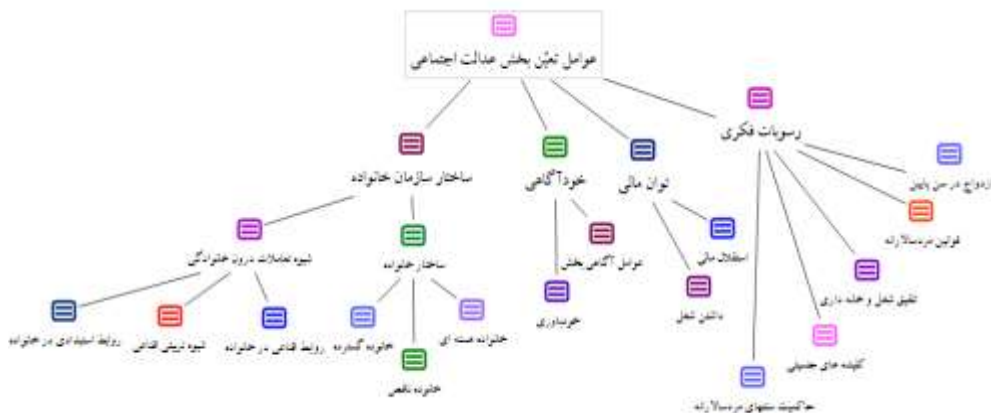 عوامل تعیّن بخش عدالت اجتماعی
رسوبات فکری
توان مالی
خودآگاهی
ساختار سازمان خانواده
ازدواج در سن پایین
قوانین مردسالارانه
تلفیق شغل و خانه داری
کلیشه های جنسیتی
حاکمیت سنتهای مردسالارانه
استقلال مالی
داشتن شغل
عوامل آگاهی بخش
خودباوری
ساختار خانواده
شیوه تعاملات درون خانوادگی
خانواده هسته ای
خانواده ناقص
خانوده گسترده
روابط اقناعی در خانواده
شیوه تربیتی اقناعی
روابط استبدادی در خانواده